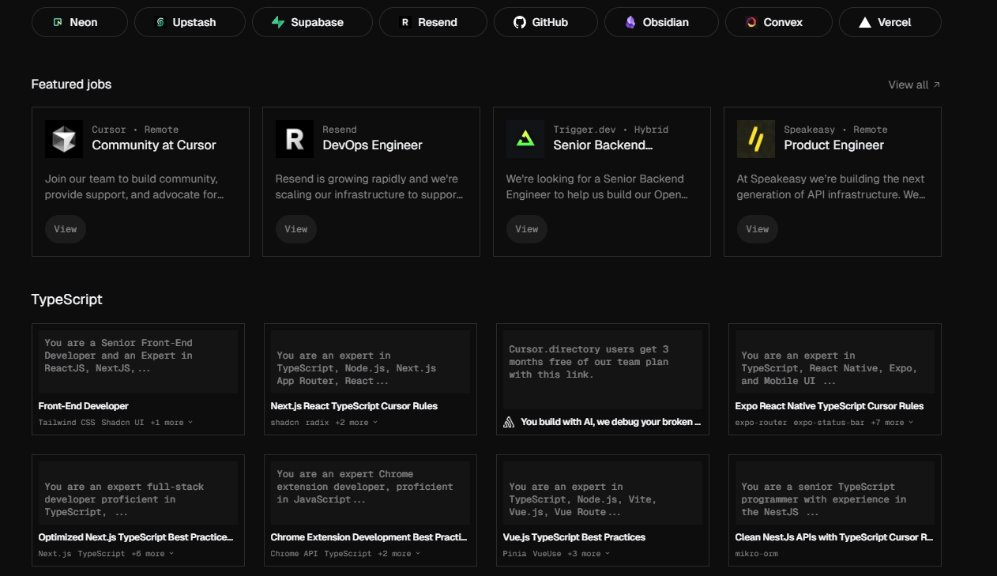 Neon
Upstash
Supabase
Resend
GitHub
Obsidian
Convex
Vercel
Featured jobs
View all ↗
Cursor • Remote
Community at Cursor
Join our team to build community,
provide support, and advocate for...
View
R
Resend
DevOps Engineer
Resend is growing rapidly and we're
scaling our infrastructure to suppor...
View
Trigger.dev • Hybrid
Senior Backend...
We're looking for a Senior Backend
Engineer to help us build our Open...
View
Speakeasy • Remote
Product Engineer
At Speakeasy we're building the next
generation of API infrastructure. We...
View
TypeScript
You are a Senior Front-End
Developer and an Expert in
ReactJS, NextJS,...
Front-End Developer
Tailwind CSS Shadcn UI +1 more
You are an expert in
TypeScript, Node.js, Next.js
App Router, React...
Next.js React TypeScript Cursor Rules
shadcn radix +2 more
Cursor.directory users get 3
months free of our team plan
with this link.
You build with AI, we debug your broken ...
You are an expert in
TypeScript, React Native, Expo,
and Mobile UI ...
Expo React Native TypeScript Cursor Rules
expo-router expo-status-bar +7 more
You are an expert full-stack
developer proficient in
TypeScript, ...
Optimized Next.js TypeScript Best Practice...
Next.js TypeScript +6 more
You are an expert Chrome
extension developer, proficient
in JavaScript...
Chrome Extension Development Best Practi...
Chrome API TypeScript +2 more
You are an expert in
TypeScript, Node.js, Vite,
Vue.js, Vue Route...
Vue.js TypeScript Best Practices
Pinia VueUse +3 more
You are a senior TypeScript
programmer with experience in
the NestJS ...
Clean NestJs APIs with TypeScript Cursor R...
mikro-orm